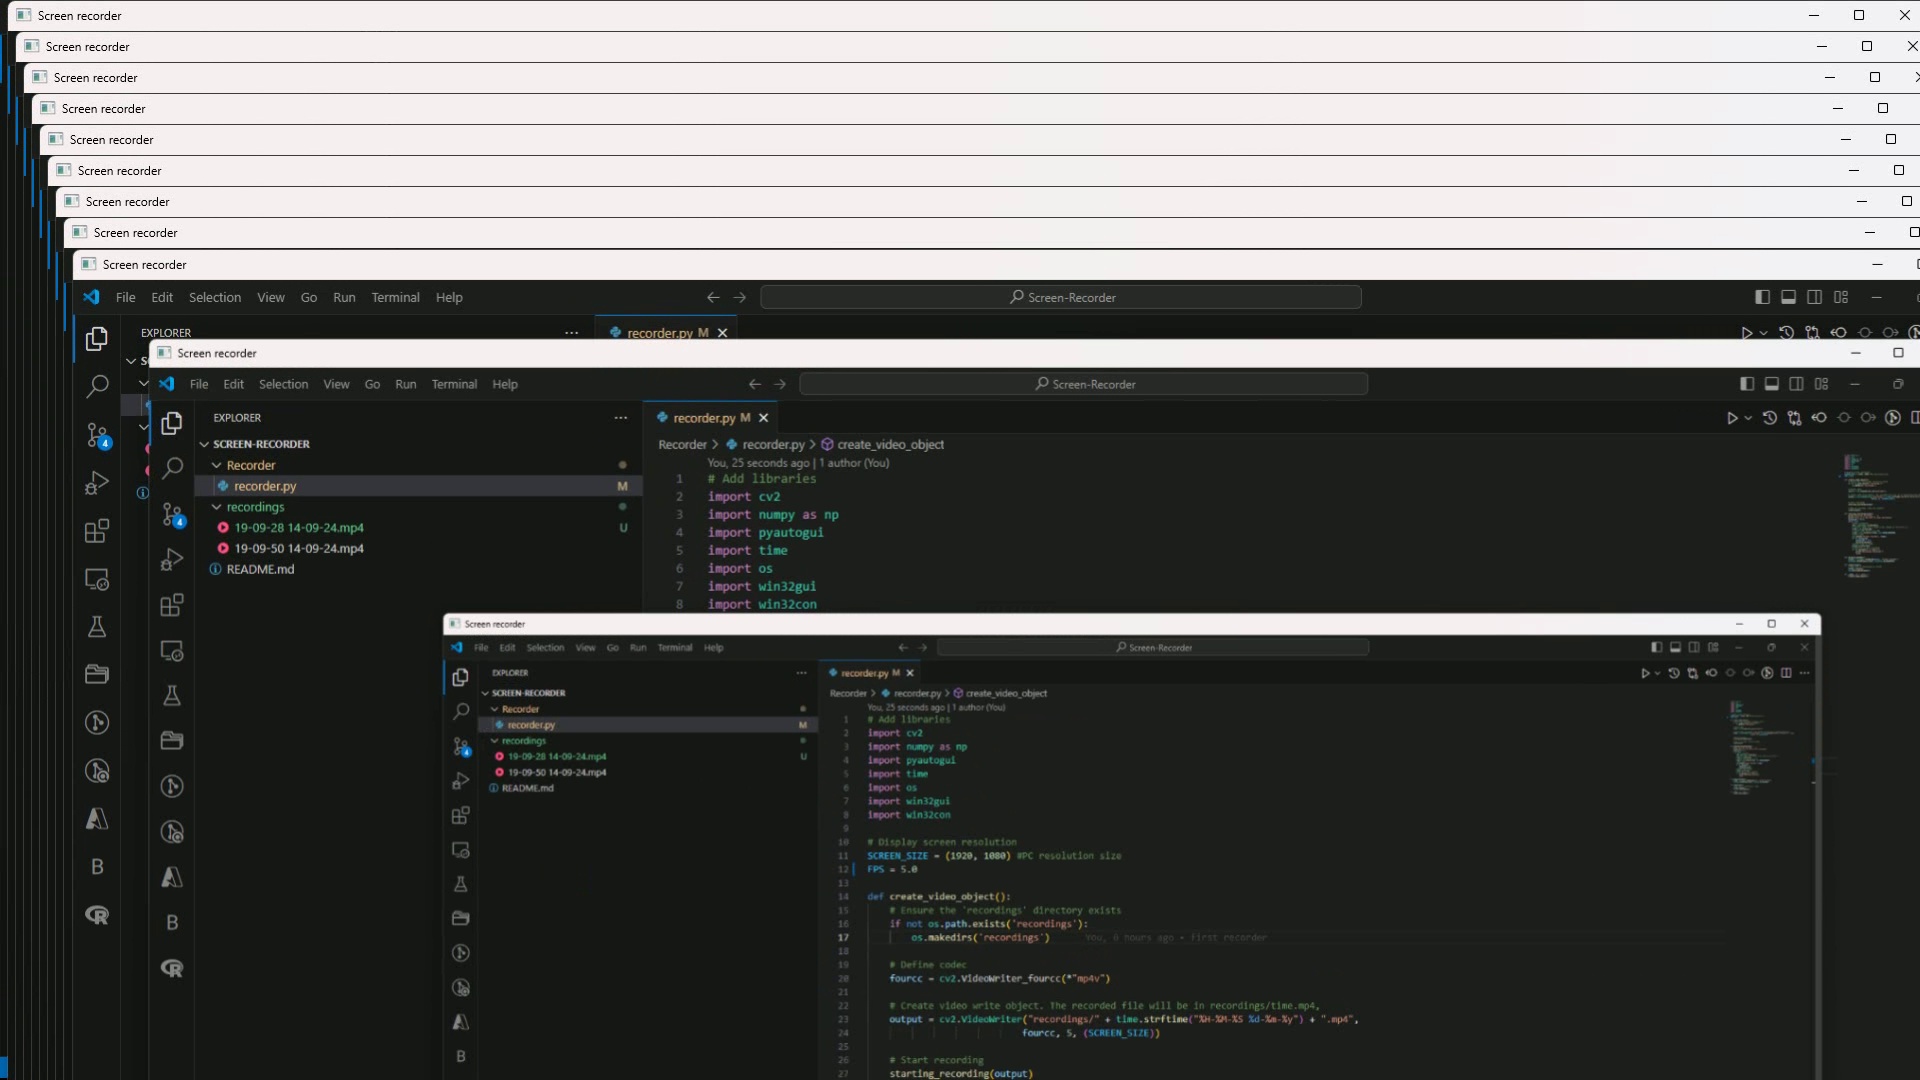 Screen recorder
Screen recorder
Screen recorder
Screen recorder
Screen recorder
Screen recorder
Screen recorder
Screen recorder
Screen recorder
File Edit Selection View Go Run Terminal Help
Screen-Recorder
EXPLORER
recorder.py M
S
4
Screen recorder
File Edit Selection View Go Run Terminal Help
Screen-Recorder
EXPLORER
recorder.py M
SCREEN-RECORDER
Recorder > recorder.py > create_video_object
You, 25 seconds ago | 1 author (You)
Recorder
recorder.py M
recordings
19-09-28 14-09-24.mp4 U
19-09-50 14-09-24.mp4
README.md
4
B
R
B
R
1 # Add libraries
2 import cv2
3 import numpy as np
4 import pyautogui
5 import time
6 import os
7 import win32gui
8 import win32con
Screen recorder
File Edit Selection View Go Run Terminal Help
Screen-Recorder
EXPLORER
recorder.py M
SCREEN-RECORDER
Recorder > recorder.py > create_video_object
You, 25 seconds ago | 1 author (You)
Recorder
recorder.py M
recordings
19-09-28 14-09-24.mp4 U
19-09-50 14-09-24.mp4
README.md
4
B
1 # Add libraries
2 import cv2
3 import numpy as np
4 import pyautogui
5 import time
6 import os
7 import win32gui
8 import win32con
9
10 # Display screen resolution
11 SCREEN_SIZE = (1920, 1080) #PC resolution size
12 FPS = 5.0
13
14 def create_video_object():
15 # Ensure the 'recordings' directory exists
16 if not os.path.exists('recordings'):
17 os.makedirs('recordings') You, 6 hours ago • first recorder
18
19 # Define codec
20 fourcc = cv2.VideoWriter_fourcc(*"mp4v")
21
22 # Create video write object. The recorded file will be in recordings/time.mp4,
23 output = cv2.VideoWriter("recordings/" + time.strftime("%H-%M-%S %d-%m-%y") + ".mp4",
24 fourcc, 5, (SCREEN_SIZE))
25
26 # Start recording
27 starting_recording(output)